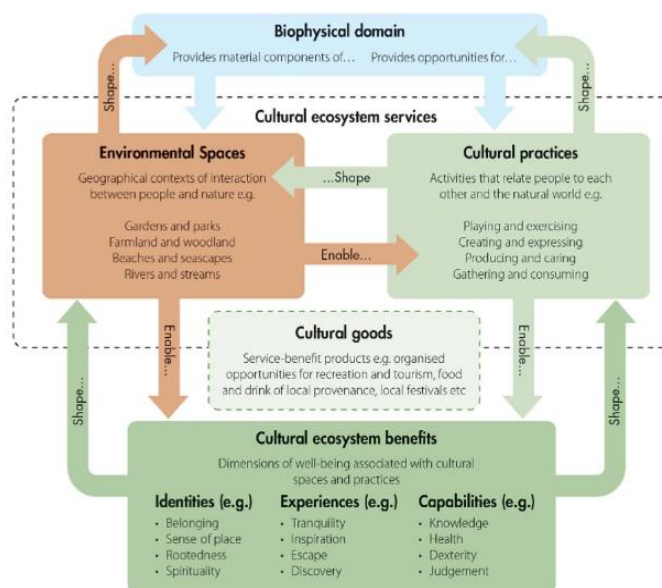 Biophysical domain
Provides material components of... Provides opportunities for...
Shape...
Shape...
Cultural ecosystem services
Environmental Spaces
Geographical contexts of interaction
between people and nature e.g.
Gardens and parks
Farmland and woodland
Beaches and seascapes
Rivers and streams
...Shape
Enable...
Cultural practices
Activities that relate people to each
other and the natural world e.g.
Playing and exercising
Creating and expressing
Producing and caring
Gathering and consuming
Shape...
Enable...
Cultural goods
Service-benefit products e.g. organised
opportunities for recreation and tourism, food
and drink of local provenance, local festivals etc
Enable...
Shape...
Cultural ecosystem benefits
Dimensions of well-being associated with cultural
spaces and practices
Identities (e.g.)
• Belonging
• Sense of place
• Rootedness
• Spirituality
Experiences (e.g.)
• Tranquility
• Inspiration
• Escape
• Discovery
Capabilities (e.g.)
• Knowledge
• Health
• Dexterity
• Judgement